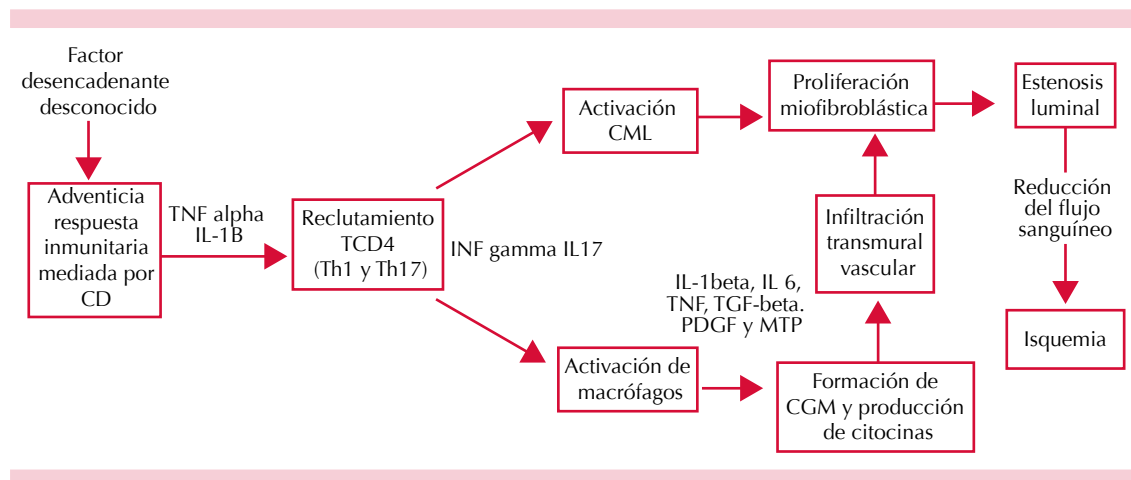 Factor
desencadenante
desconocido
Adventicia
respuesta
inmunitaria
mediada por
CD
TNF alpha
IL-1B
Reclutamiento
TCD4
(Th1 y Th17)
INF gamma IL17
Activación
CML
Activación de
macrófagos
Formación de
CGM y producción
de citocinas
IL-1beta, IL 6,
TNF, TGF-beta.
PDGF y MTP
Infiltración
transmural
vascular
Proliferación
miofibroblástica
Estenosis
luminal
Reducción
del flujo
sanguíneo
Isquemia